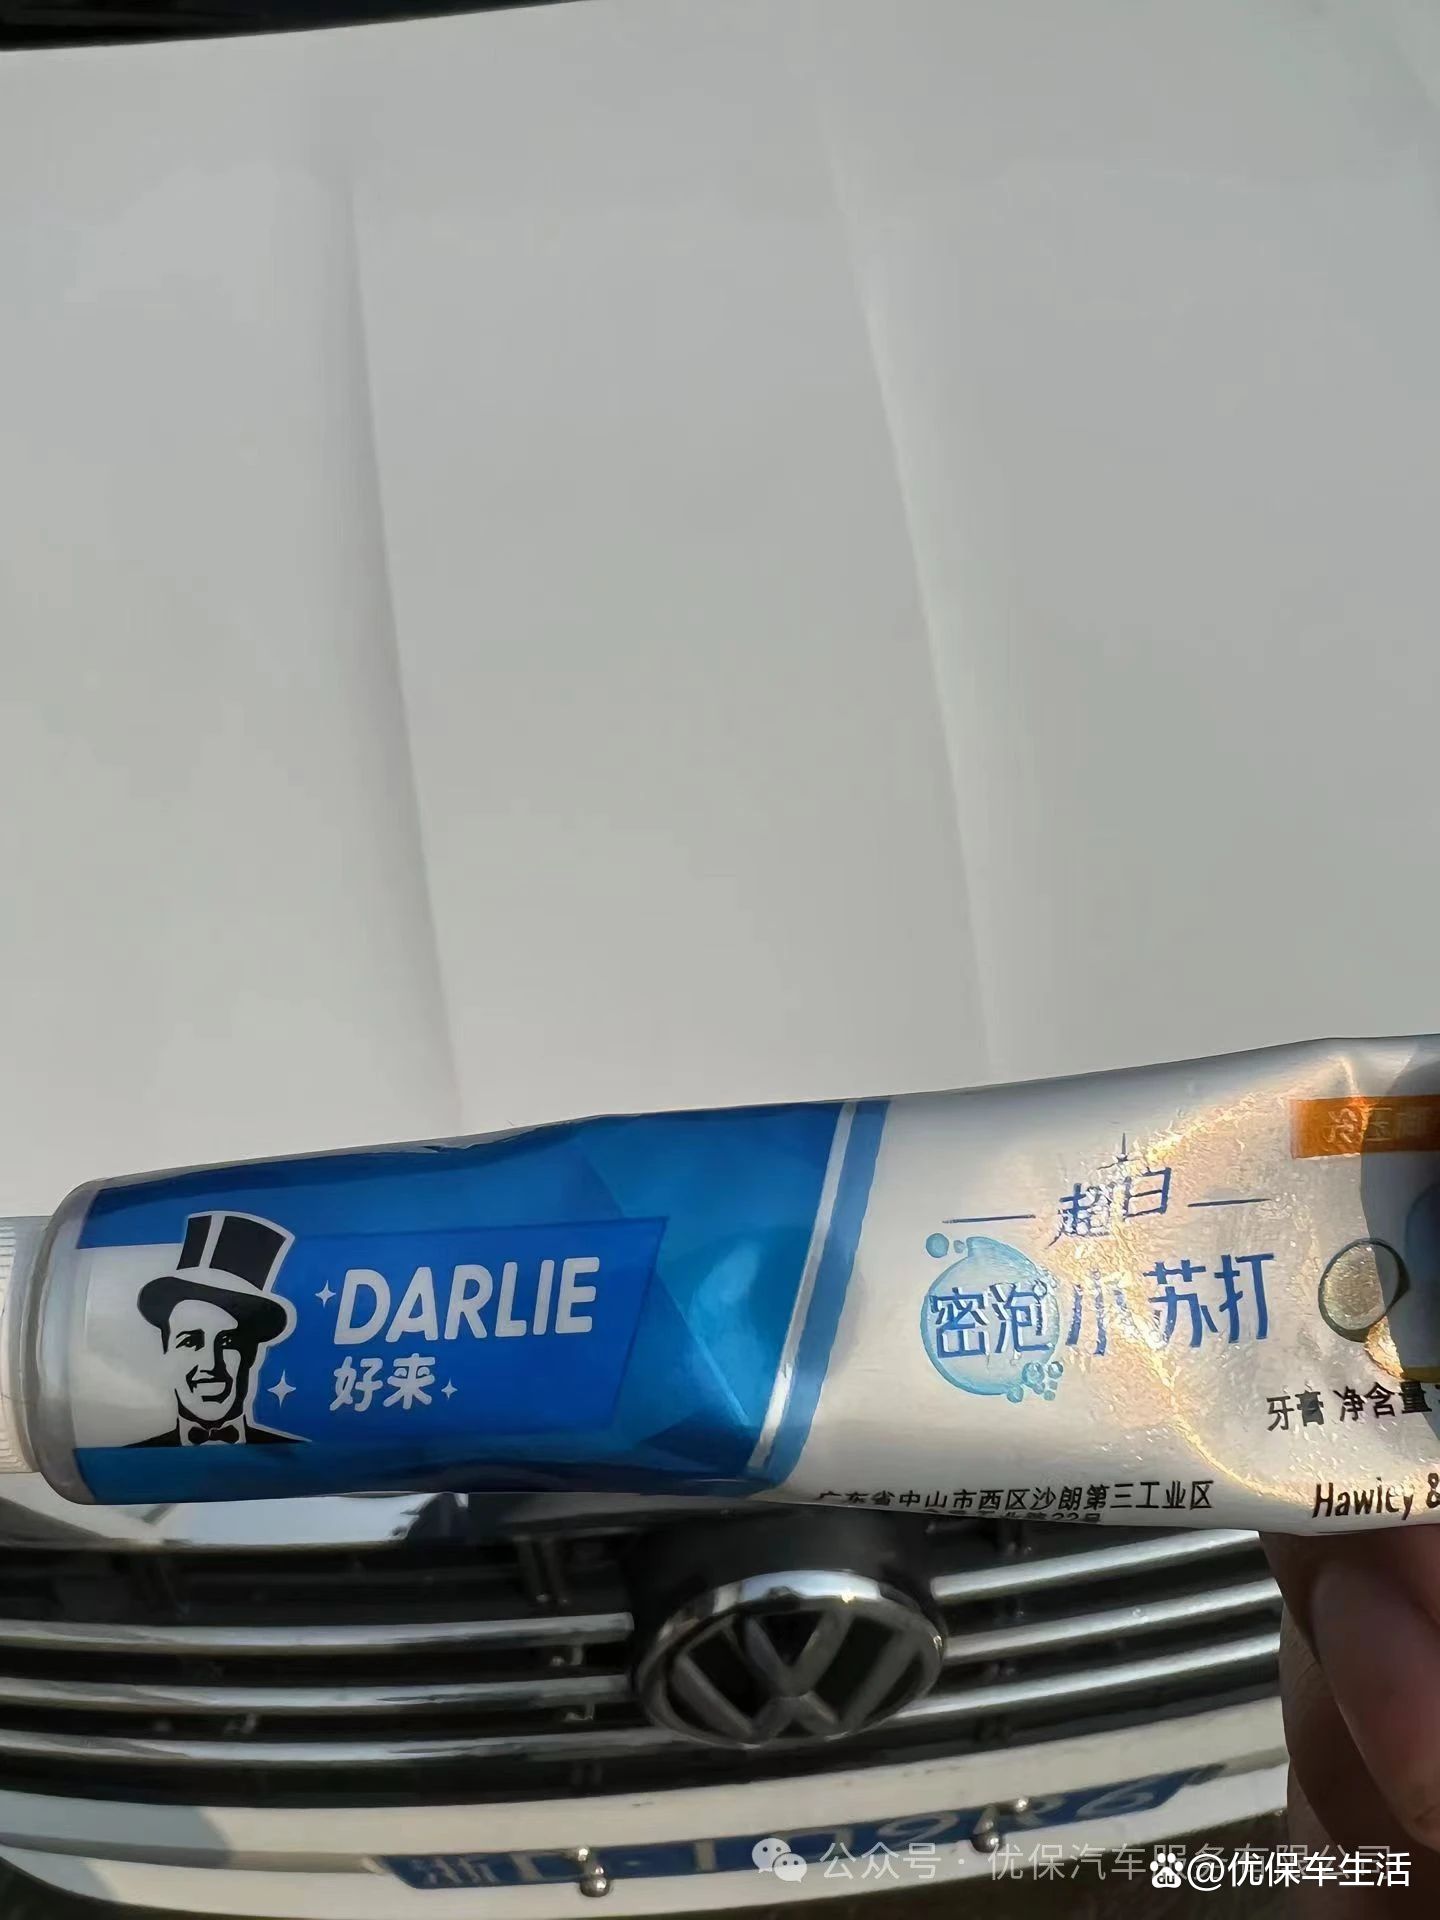 DARLIE
好来
超白
密泡小苏打
牙膏 净含量
广东省中山市西区沙朗第三工业区
Hawley &
公众号·优保汽车服务有限公司
@优保车生活